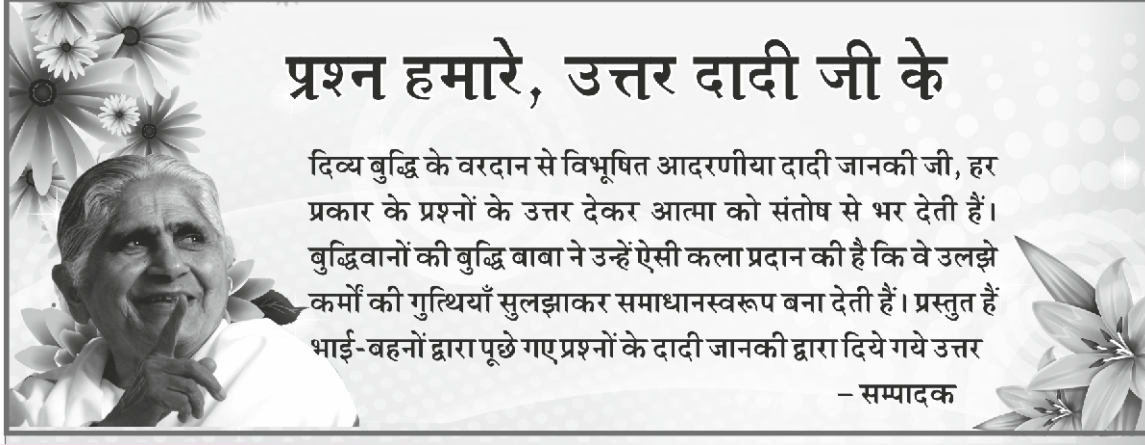 प्रश्न हमारे, उत्तर दादी जी के
दिव्य बुद्धि के वरदान से विभूषित आदरणीया दादी जानकी जी, हर
प्रकार के प्रश्नों के उत्तर देकर आत्मा को संतोष से भर देती हैं।
बुद्धिवानों की बुद्धि बाबा ने उन्हें ऐसी कला प्रदान की है कि वे उलझे
कर्मों की गुत्थियाँ सुलझाकर समाधानस्वरूप बना देती हैं। प्रस्तुत हैं
भाई-बहनों द्वारा पूछे गए प्रश्नों के दादी जानकी द्वारा दिये गये उत्तर
– सम्पादक